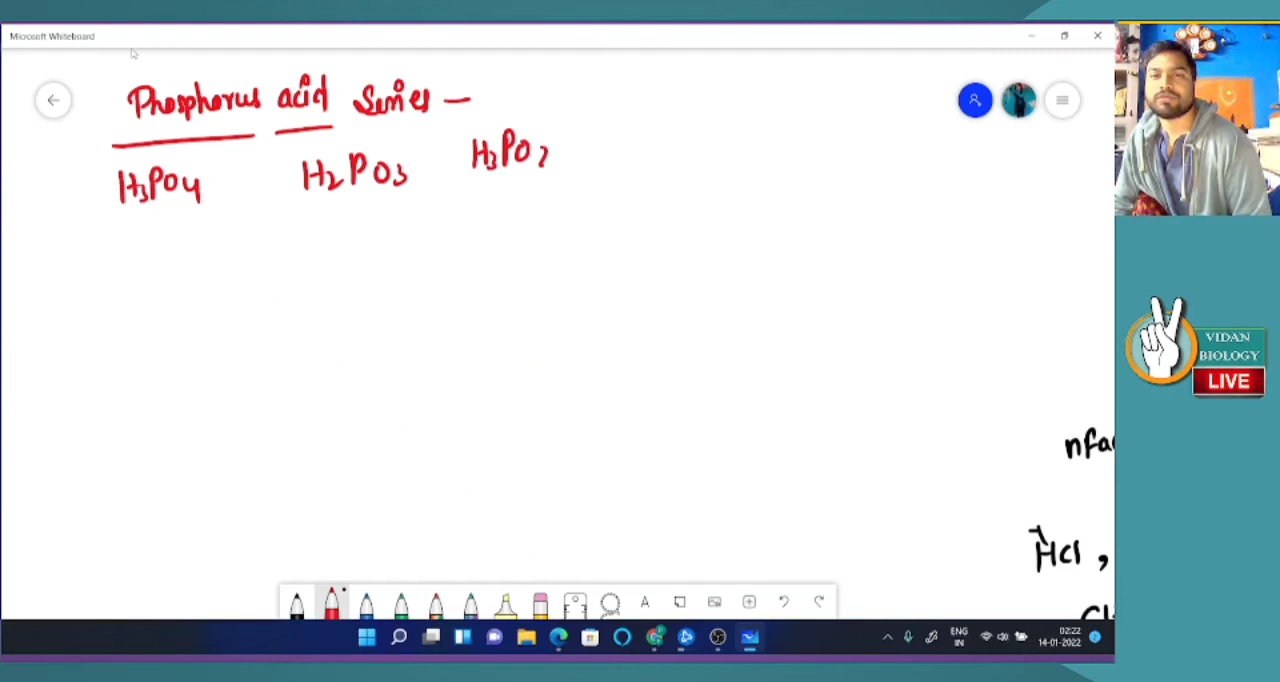 Microsoft Whiteboard
Phosphorus acid Series —
H₃PO₄ H₂PO₃ H₃PO₂
VIDAN
BIOLOGY
LIVE
nfa
HCl ,
A
ENG
IN
02:22
14-01-2022